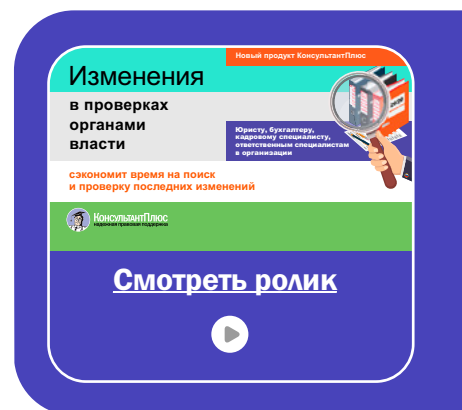 Новый продукт КонсультантПлюс
Изменения
в проверках
органами
власти
Юристу, бухгалтеру,
кадровому специалисту,
ответственным специалистам
в организации
сэкономит время на поиск
и проверку последних изменений
КонсультантПлюс
надежная правовая поддержка
Смотреть ролик